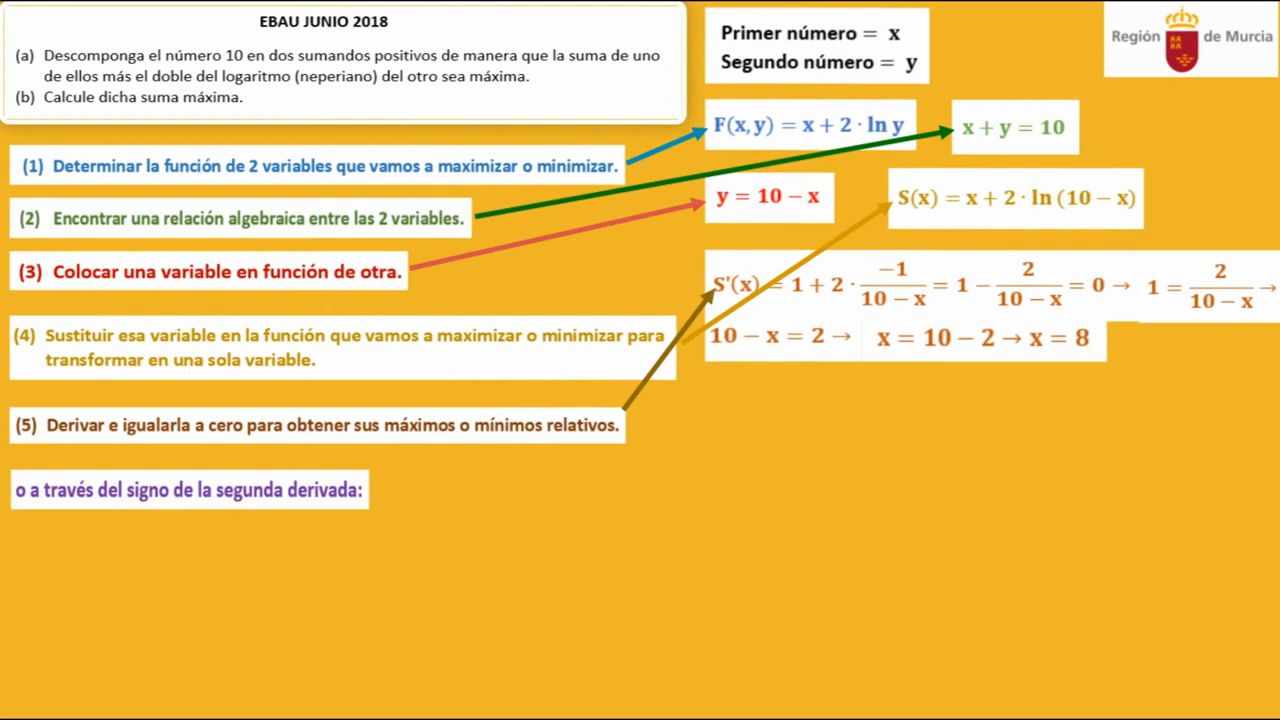 EBAU JUNIO 2018
(a) Descomponga el número 10 en dos sumandos positivos de manera que la suma de uno
de ellos más el doble del logaritmo (neperiano) del otro sea máxima.
(b) Calcule dicha suma máxima.
Primer número = x
Segundo número = y
Región de Murcia
F(x, y) = x + 2 · ln y
x + y = 10
(1) Determinar la función de 2 variables que vamos a maximizar o minimizar.
(2) Encontrar una relación algebraica entre las 2 variables.
y = 10 − x
S(x) = x + 2 · ln (10 − x)
(3) Colocar una variable en función de otra.
S'(x) = 1 + 2 · −1/(10 − x) = 1 − 2/(10 − x) = 0 → 1 = 2/(10 − x) →
10 − x = 2 → x = 10 − 2 → x = 8
(4) Sustituir esa variable en la función que vamos a maximizar o minimizar para
transformar en una sola variable.
(5) Derivar e igualarla a cero para obtener sus máximos o mínimos relativos.
o a través del signo de la segunda derivada: